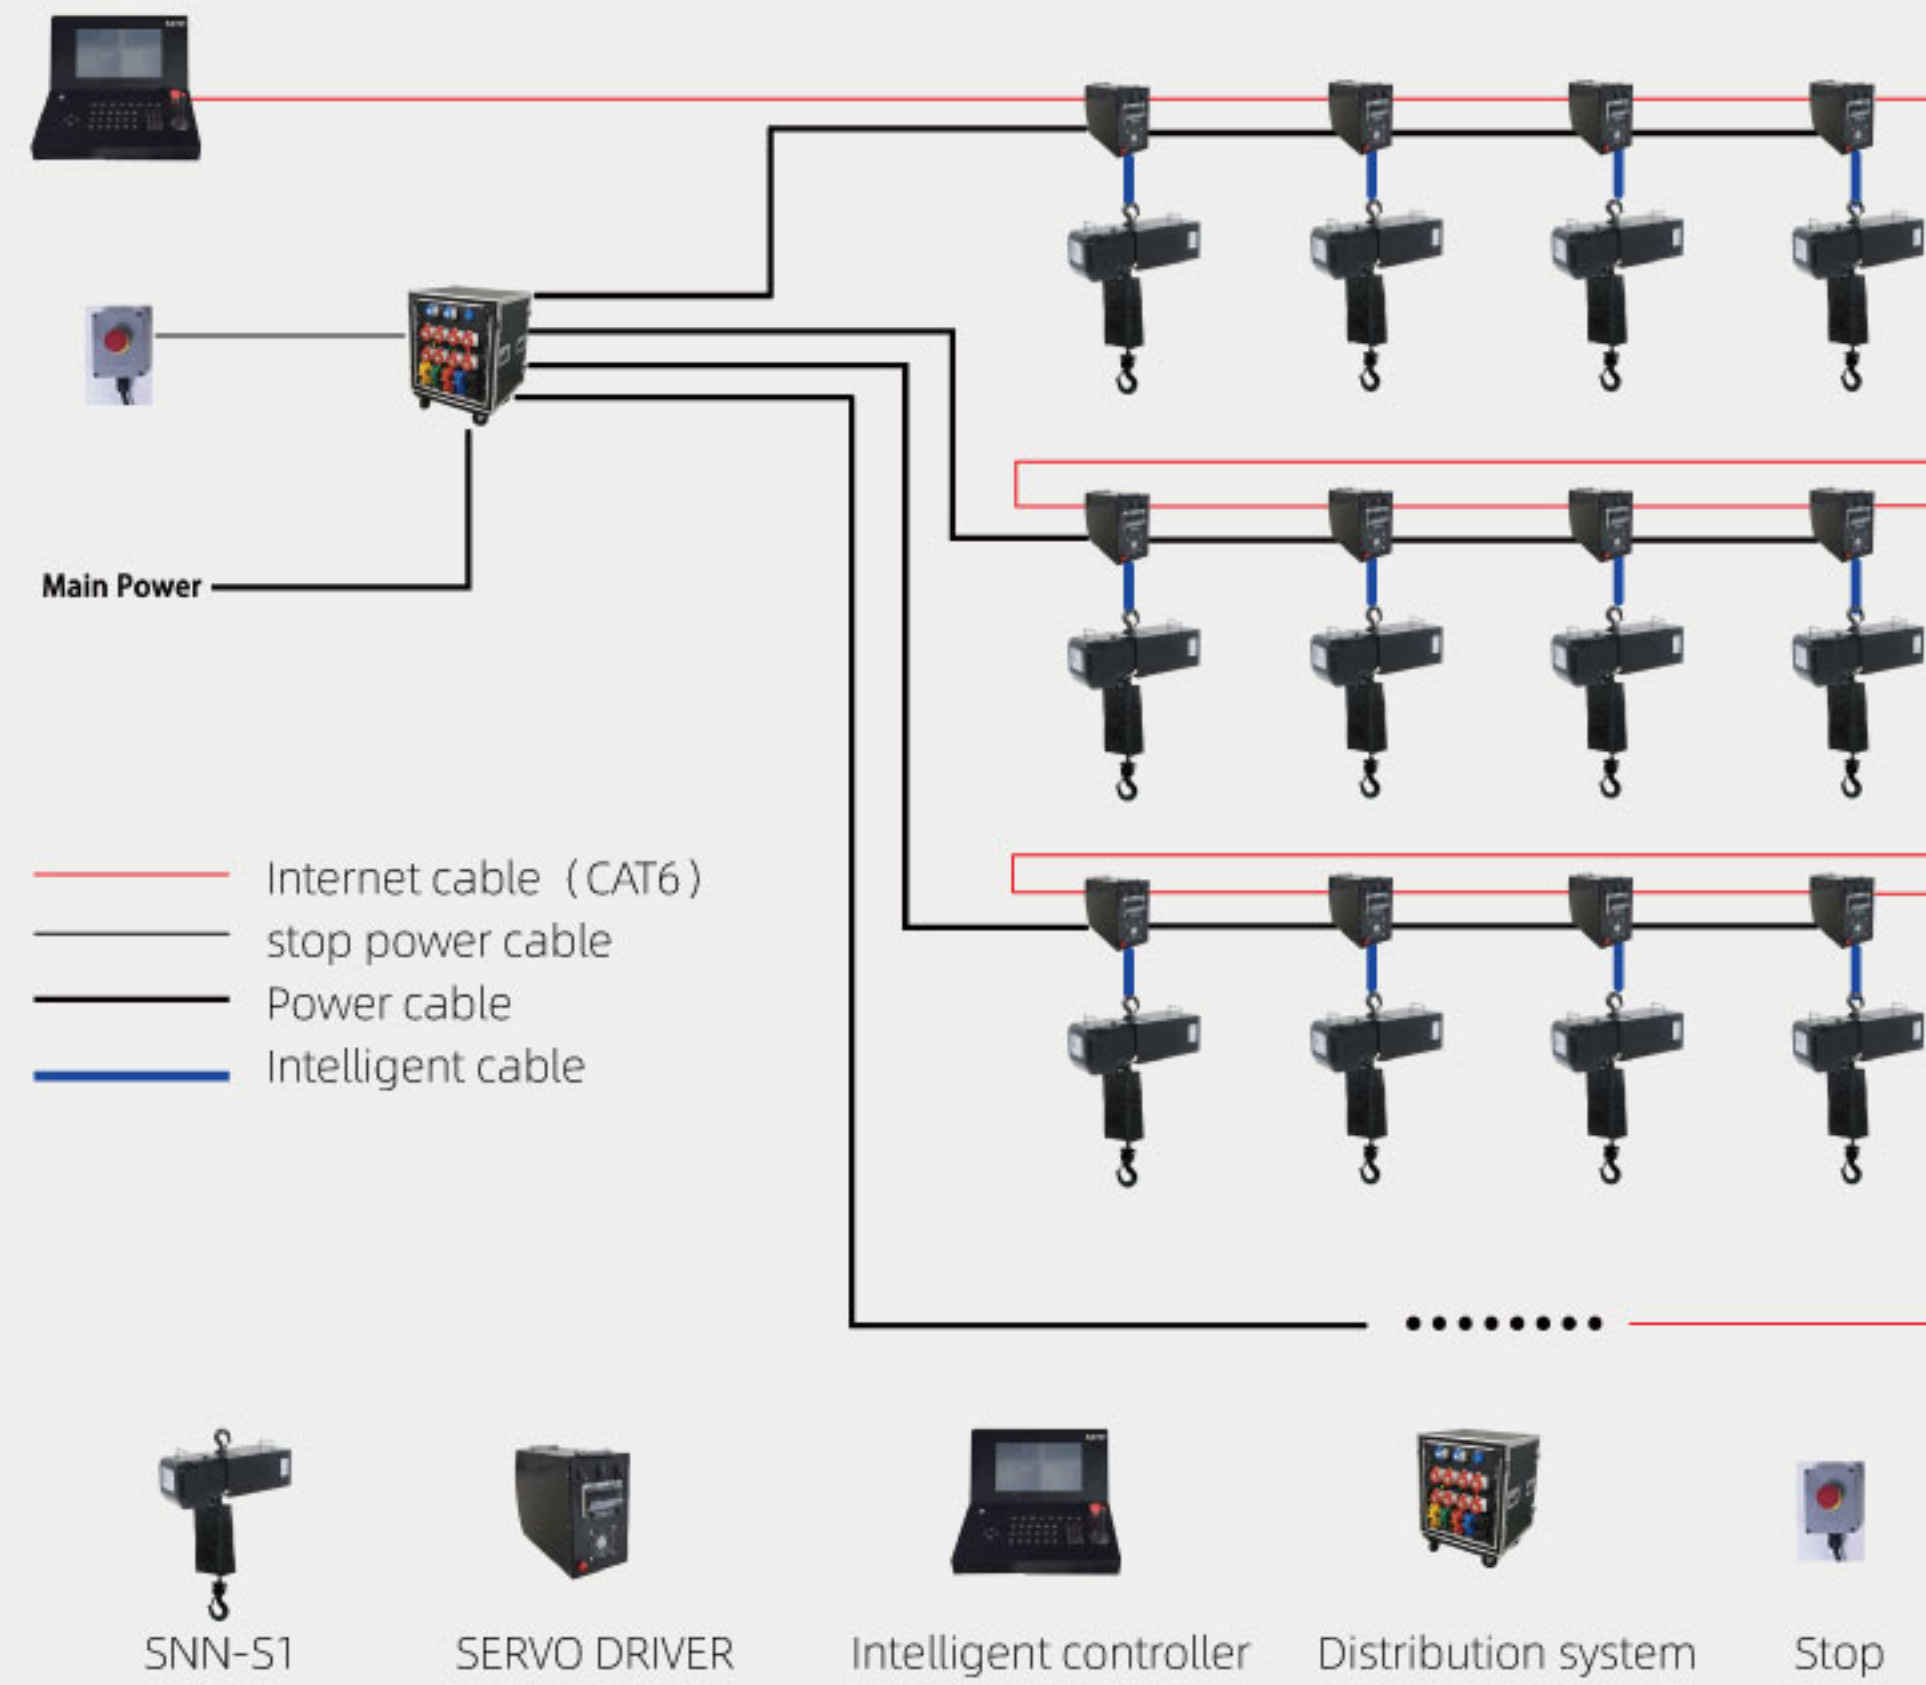 Main Power
Internet cable（CAT6）
stop power cable
Power cable
Intelligent cable
SNN-S1
SERVO DRIVER
Intelligent controller
Distribution system
Stop